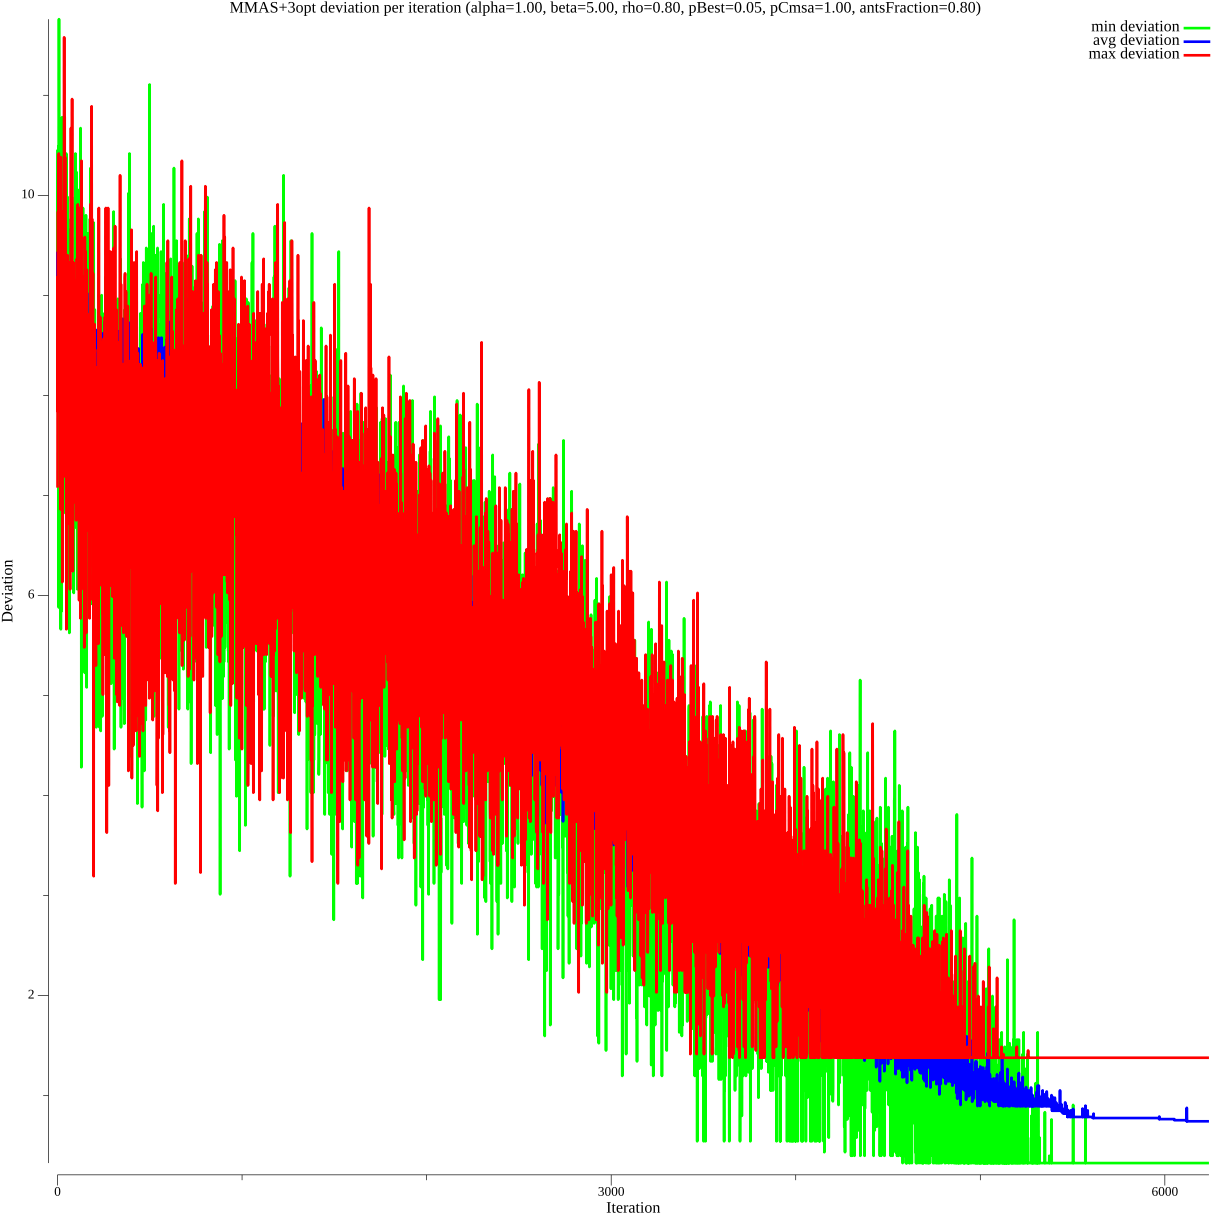 MMAS+3opt deviation per iteration (alpha=1.00, beta=5.00, rho=0.80, pBest=0.05, pCmsa=1.00, antsFraction=0.80)
min deviation
avg deviation
max deviation
10
6
2
Deviation
0
3000
6000
Iteration